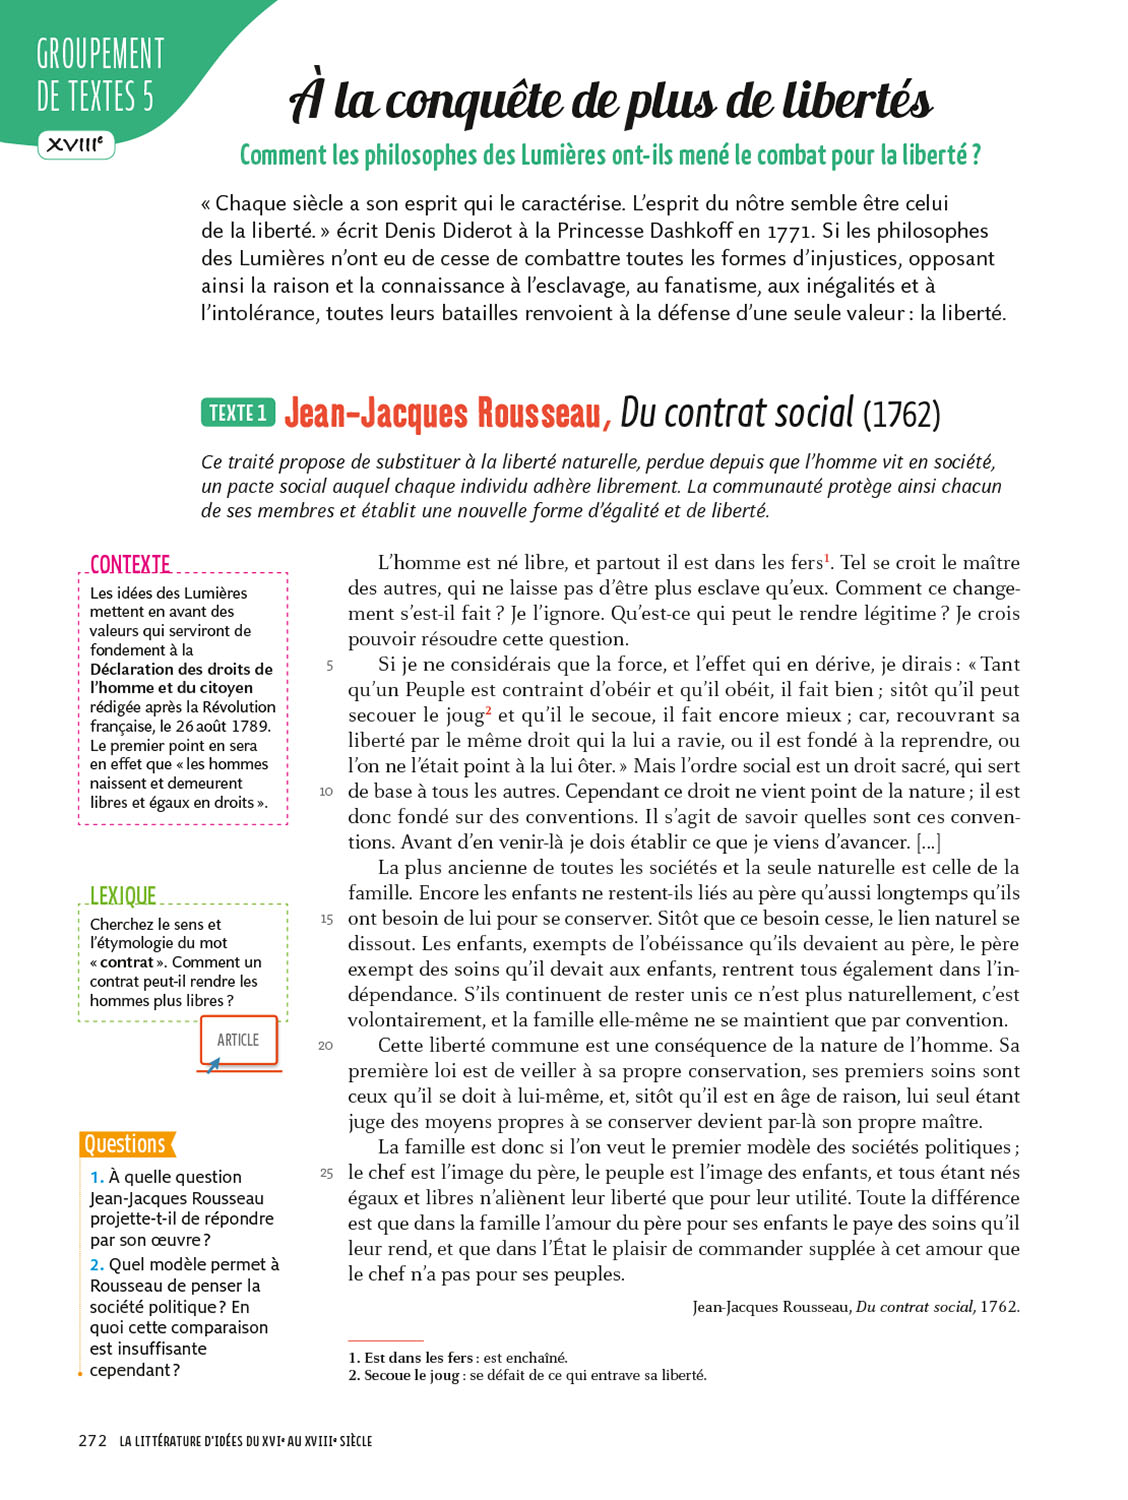 GROUPEMENT
DE TEXTES 5
XVIIIe
À la conquête de plus de libertés
Comment les philosophes des Lumières ont-ils mené le combat pour la liberté ?
« Chaque siècle a son esprit qui le caractérise. L’esprit du nôtre semble être celui
de la liberté. » écrit Denis Diderot à la Princesse Dashkoff en 1771. Si les philosophes
des Lumières n’ont eu de cesse de combattre toutes les formes d’injustices, opposant
ainsi la raison et la connaissance à l’esclavage, au fanatisme, aux inégalités et à
l’intolérance, toutes leurs batailles renvoient à la défense d’une seule valeur : la liberté.
TEXTE 1 Jean-Jacques Rousseau, Du contrat social (1762)
Ce traité propose de substituer à la liberté naturelle, perdue depuis que l’homme vit en société,
un pacte social auquel chaque individu adhère librement. La communauté protège ainsi chacun
de ses membres et établit une nouvelle forme d’égalité et de liberté.
CONTEXTE
Les idées des Lumières
mettent en avant des
valeurs qui serviront de
fondement à la
Déclaration des droits de
l’homme et du citoyen
rédigée après la Révolution
française, le 26 août 1789.
Le premier point en sera
en effet que « les hommes
naissent et demeurent
libres et égaux en droits ».
LEXIQUE
Cherchez le sens et
l’étymologie du mot
« contrat ». Comment un
contrat peut-il rendre les
hommes plus libres ?
ARTICLE
Questions
1. À quelle question
Jean-Jacques Rousseau
projette-t-il de répondre
par son œuvre ?
2. Quel modèle permet à
Rousseau de penser la
société politique ? En
quoi cette comparaison
est insuffisante
cependant ?
L’homme est né libre, et partout il est dans les fers1. Tel se croit le maître
des autres, qui ne laisse pas d’être plus esclave qu’eux. Comment ce change-
ment s’est-il fait ? Je l’ignore. Qu’est-ce qui peut le rendre légitime ? Je crois
pouvoir résoudre cette question.
5 Si je ne considérais que la force, et l’effet qui en dérive, je dirais : « Tant
qu’un Peuple est contraint d’obéir et qu’il obéit, il fait bien ; sitôt qu’il peut
secouer le joug2 et qu’il le secoue, il fait encore mieux ; car, recouvrant sa
liberté par le même droit qui la lui a ravie, ou il est fondé à la reprendre, ou
l’on ne l’était point à la lui ôter. » Mais l’ordre social est un droit sacré, qui sert
10 de base à tous les autres. Cependant ce droit ne vient point de la nature ; il est
donc fondé sur des conventions. Il s’agit de savoir quelles sont ces conven-
tions. Avant d’en venir-là je dois établir ce que je viens d’avancer. [...]
La plus ancienne de toutes les sociétés et la seule naturelle est celle de la
famille. Encore les enfants ne restent-ils liés au père qu’aussi longtemps qu’ils
15 ont besoin de lui pour se conserver. Sitôt que ce besoin cesse, le lien naturel se
dissout. Les enfants, exempts de l’obéissance qu’ils devaient au père, le père
exempt des soins qu’il devait aux enfants, rentrent tous également dans l’in-
dépendance. S’ils continuent de rester unis ce n’est plus naturellement, c’est
volontairement, et la famille elle-même ne se maintient que par convention.
20 Cette liberté commune est une conséquence de la nature de l’homme. Sa
première loi est de veiller à sa propre conservation, ses premiers soins sont
ceux qu’il se doit à lui-même, et, sitôt qu’il est en âge de raison, lui seul étant
juge des moyens propres à se conserver devient par-là son propre maître.
La famille est donc si l’on veut le premier modèle des sociétés politiques ;
25 le chef est l’image du père, le peuple est l’image des enfants, et tous étant nés
égaux et libres n’aliènent leur liberté que pour leur utilité. Toute la différence
est que dans la famille l’amour du père pour ses enfants le paye des soins qu’il
leur rend, et que dans l’État le plaisir de commander supplée à cet amour que
le chef n’a pas pour ses peuples.
Jean-Jacques Rousseau, Du contrat social, 1762.
1. Est dans les fers : est enchaîné.
2. Secoue le joug : se défait de ce qui entrave sa liberté.
272 LA LITTÉRATURE D’IDÉES DU XVIe AU XVIIIe SIÈCLE